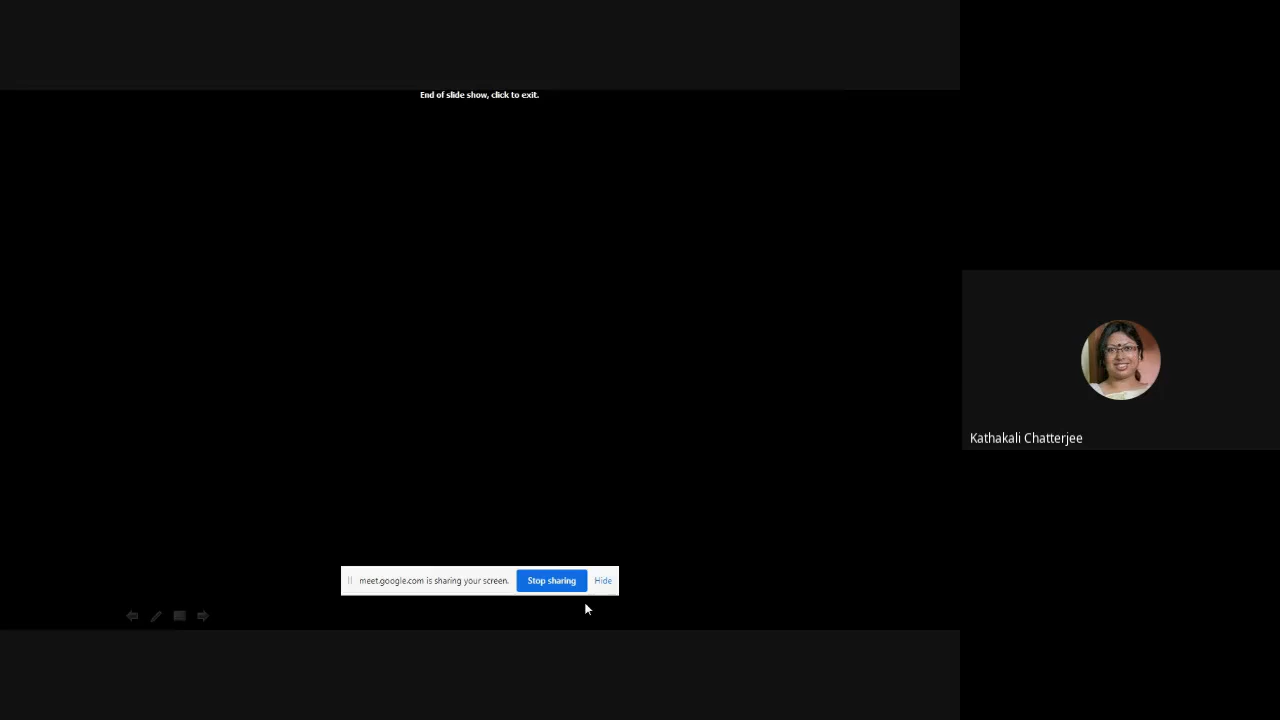 End of slide show, click to exit.
Kathakali Chatterjee
meet.google.com is sharing your screen.
Stop sharing
Hide